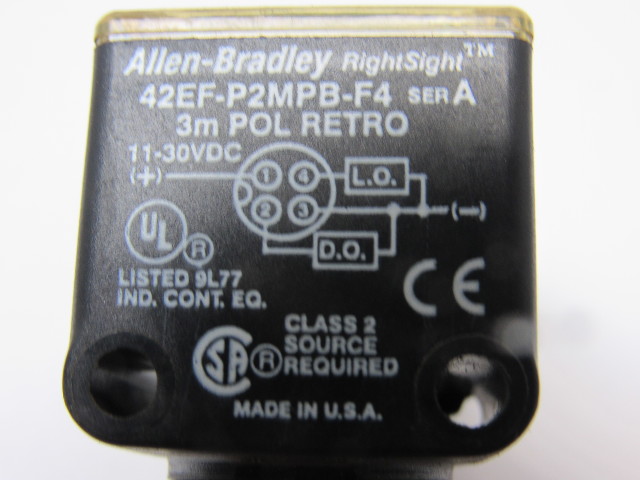 Allen-Bradley RightSight™
42EF-P2MPB-F4 SER A
3m POL RETRO
11-30VDC
(+) 1 4 L.O.
2 3 (-)
D.O.
UL ®
LISTED 9L77
IND. CONT. EQ.
CE
CLASS 2
SA ® SOURCE
REQUIRED
MADE IN U.S.A.